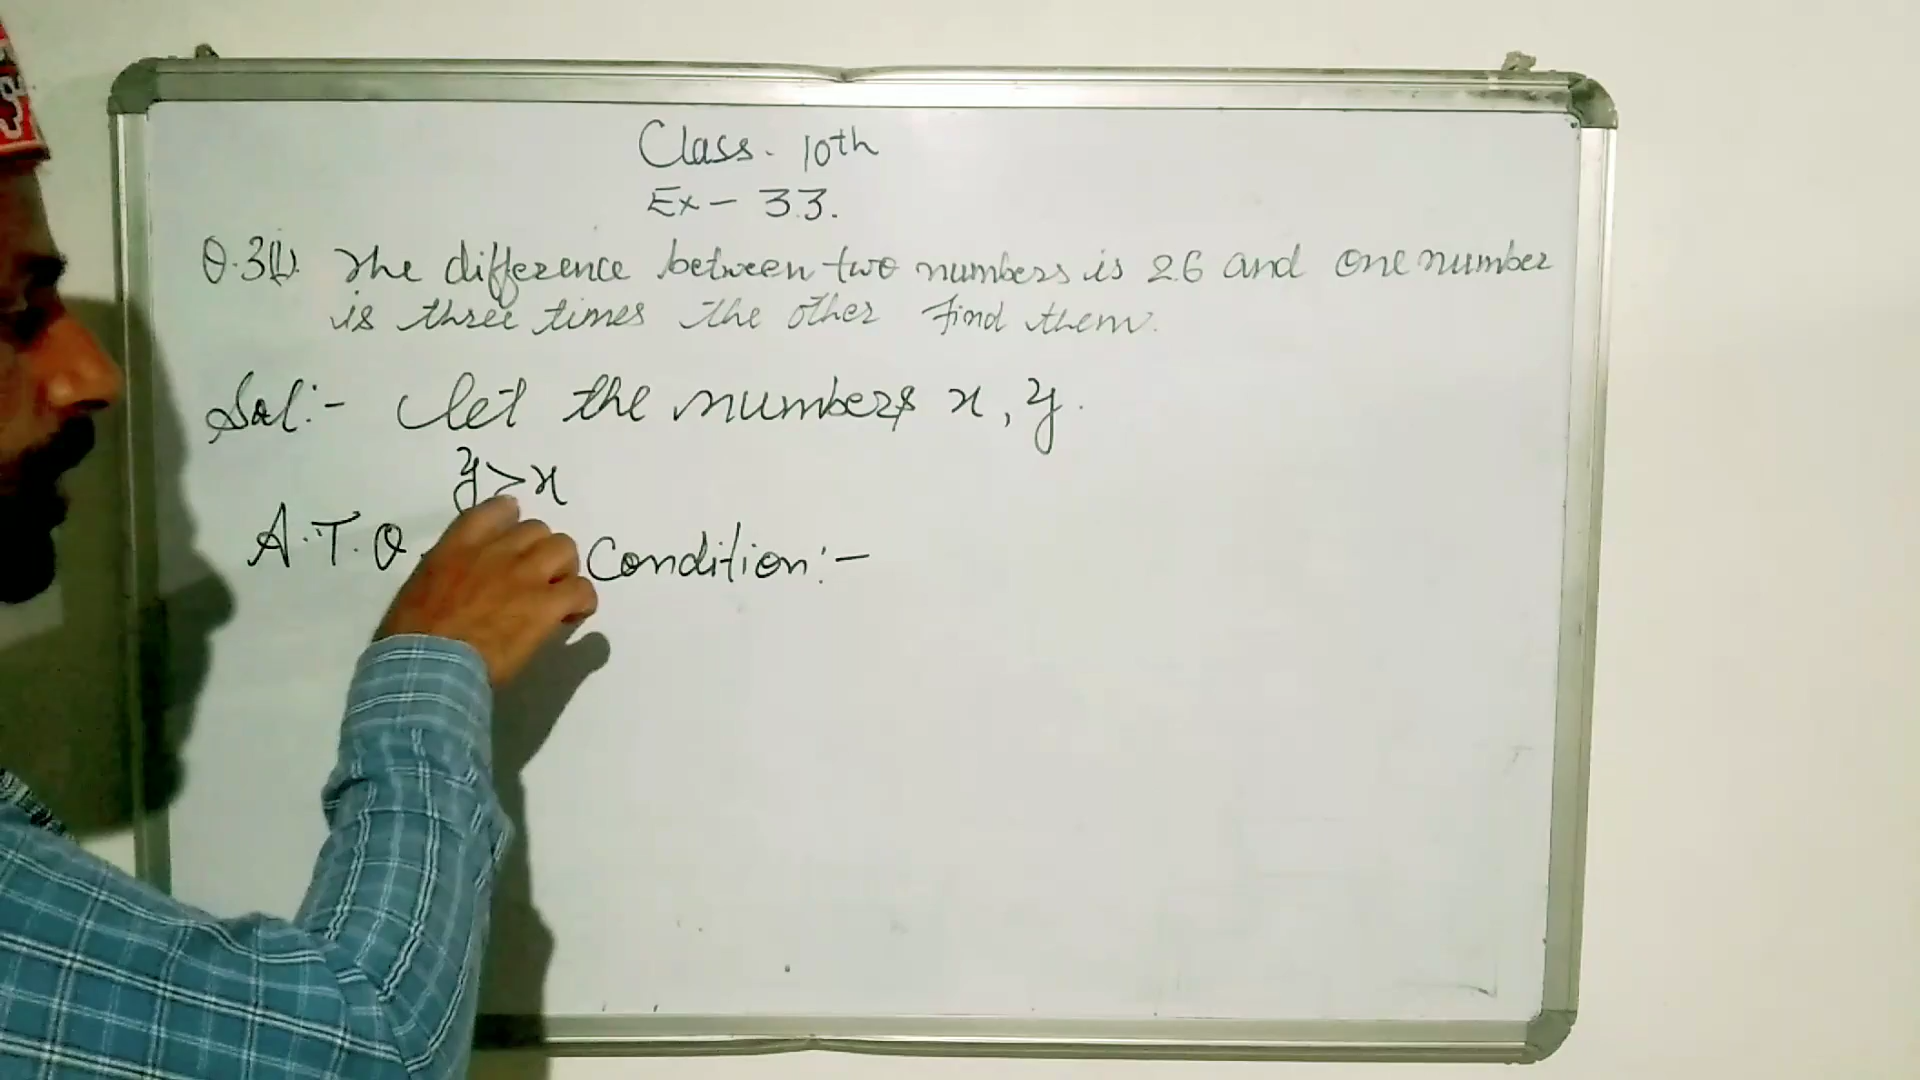 Class. 10th
Ex - 3.3.
Q.3(i). The difference between two numbers is 26 and one number
is three times the other find them.
Sol:- let the numbers x, y.
y>x
A.T.Q. Condition:-